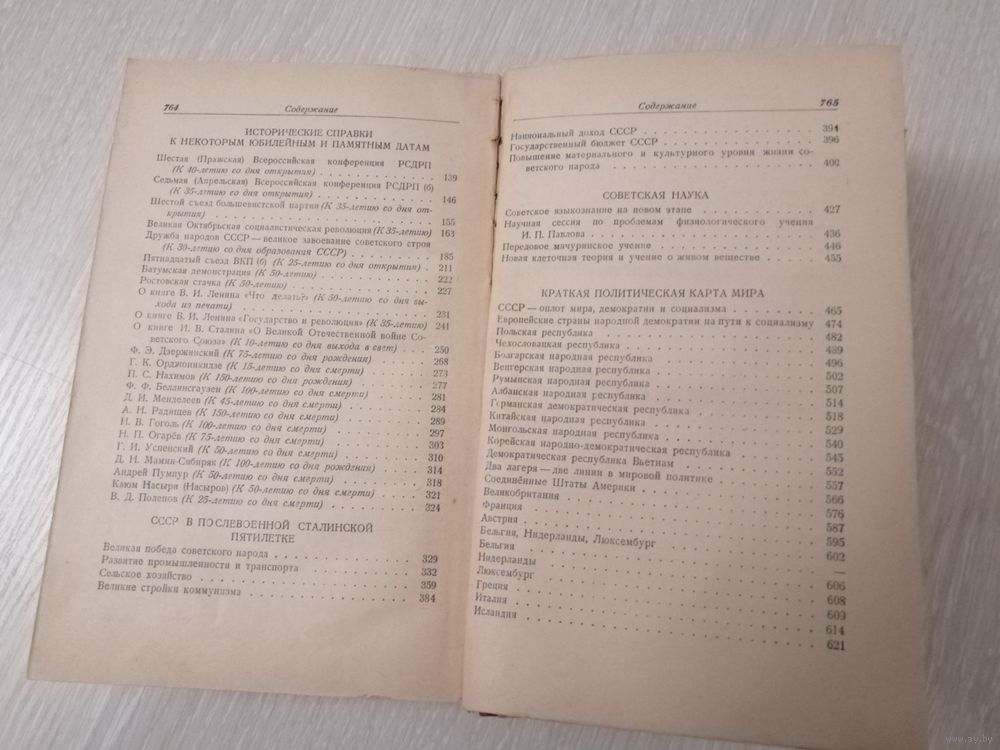 764
Содержание
ИСТОРИЧЕСКИЕ СПРАВКИ
К НЕКОТОРЫМ ЮБИЛЕЙНЫМ И ПАМЯТНЫМ ДАТАМ
Шестая (Пражская) Всероссийская конференция РСДРП
(К 40-летию со дня открытия) 139
Седьмая (Апрельская) Всероссийская конференция РСДРП (б)
(К 35-летию со дня открытия) 146
Шестой съезд большевистской партии (К 35-летию со дня от-
крытия) 155
Великая Октябрьская социалистическая революция (К 35-летию) 163
Дружба народов СССР — великое завоевание советского строя
(К 30-летию со дня образования СССР) 185
Пятнадцатый съезд ВКП (б) (К 25-летию со дня открытия) 211
Батумская демонстрация (К 50-летию) 222
Ростовская стачка (К 50-летию) 227
О книге В. И. Ленина «Что делать?» (К 50-летию со дня вы-
хода из печати) 231
О книге В. И. Ленина «Государство и революция» (К 35-летию) 241
О книге И. В. Сталина «О Великой Отечественной войне Со-
ветского Союза» (К 10-летию со дня выхода в свет) 250
Ф. Э. Дзержинский (К 75-летию со дня рождения) 268
Г. К. Орджоникидзе (К 15-летию со дня смерти) 273
П. С. Нахимов (К 150-летию со дня рождения) 277
Ф. Ф. Беллинсгаузен (К 100-летию со дня смерти) 281
Д. И. Менделеев (К 45-летию со дня смерти) 284
А. Н. Радищев (К 150-летию со дня смерти) 289
Н. В. Гоголь (К 100-летию со дня смерти) 297
Н. П. Огарёв (К 75-летию со дня смерти) 303
Г. И. Успенский (К 50-летию со дня смерти) 310
Д. Н. Мамин-Сибиряк (К 100-летию со дня рождения) 314
Андрей Пумпур (К 50-летию со дня смерти) 318
Каюм Насыри (Насыров) (К 50-летию со дня смерти) 321
В. Д. Поленов (К 25-летию со дня смерти) 324
СССР В ПОСЛЕВОЕННОЙ СТАЛИНСКОЙ
ПЯТИЛЕТКЕ
Великая победа советского народа 329
Развитие промышленности и транспорта 332
Сельское хозяйство 359
Великие стройки коммунизма 384
Содержание
765
Национальный доход СССР 394
Государственный бюджет СССР 396
Повышение материального и культурного уровня жизни со-
ветского народа 402
СОВЕТСКАЯ НАУКА
Советское языкознание на новом этапе 427
Научная сессия по проблемам физиологического учения
И. П. Павлова 436
Передовое мичуринское учение 446
Новая клеточная теория и учение о живом веществе 455
КРАТКАЯ ПОЛИТИЧЕСКАЯ КАРТА МИРА
СССР — оплот мира, демократии и социализма 465
Европейские страны народной демократии на пути к социализму 474
Польская республика 482
Чехословацкая республика 489
Болгарская народная республика 496
Венгерская народная республика 502
Румынская народная республика 507
Албанская народная республика 514
Германская демократическая республика 518
Китайская народная республика 529
Монгольская народная республика 540
Корейская народно-демократическая республика 545
Демократическая республика Вьетнам 552
Два лагеря — две линии в мировой политике 557
Соединённые Штаты Америки 566
Великобритания 576
Франция 587
Австрия 595
Бельгия, Нидерланды, Люксембург 602
Бельгия —
Нидерланды 606
Люксембург 608
Греция 609
Италия 614
Исландия 621
www.ay.by